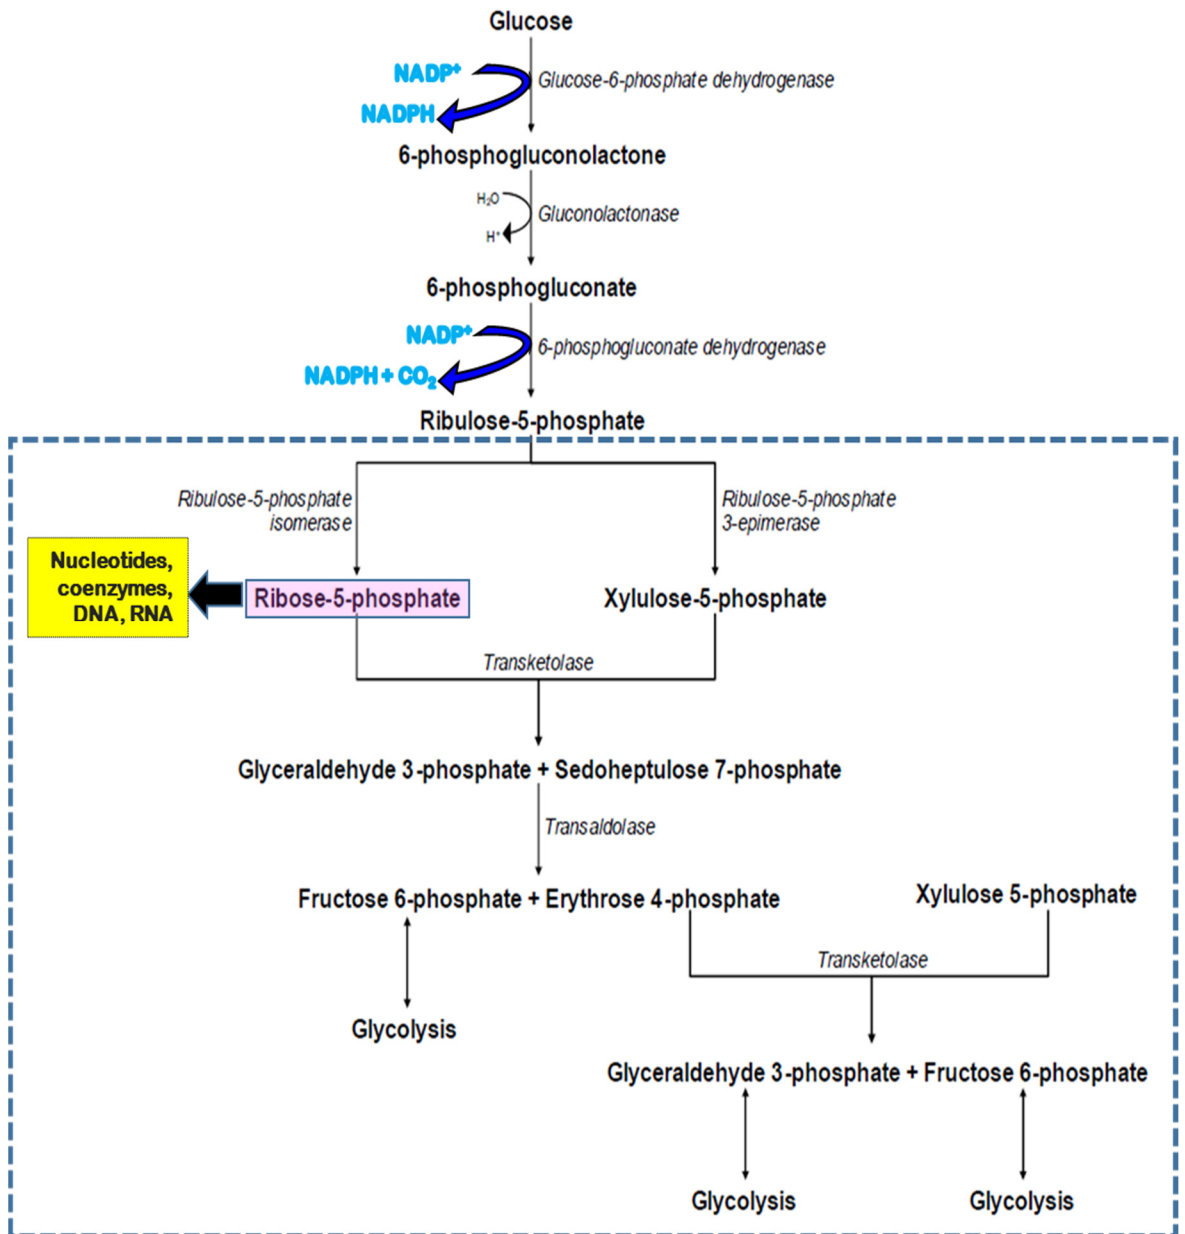 Glucose
NADP⁺
Glucose-6-phosphate dehydrogenase
NADPH
6-phosphogluconolactone
H₂O
Gluconolactonase
H⁺
6-phosphogluconate
NADP⁺
6-phosphogluconate dehydrogenase
NADPH + CO₂
Ribulose-5-phosphate
Ribulose-5-phosphate
isomerase
Ribulose-5-phosphate
3-epimerase
Nucleotides,
coenzymes,
DNA, RNA
Ribose-5-phosphate
Xylulose-5-phosphate
Transketolase
Glyceraldehyde 3-phosphate + Sedoheptulose 7-phosphate
Transaldolase
Fructose 6-phosphate + Erythrose 4-phosphate
Xylulose 5-phosphate
Transketolase
Glycolysis
Glyceraldehyde 3-phosphate + Fructose 6-phosphate
Glycolysis
Glycolysis